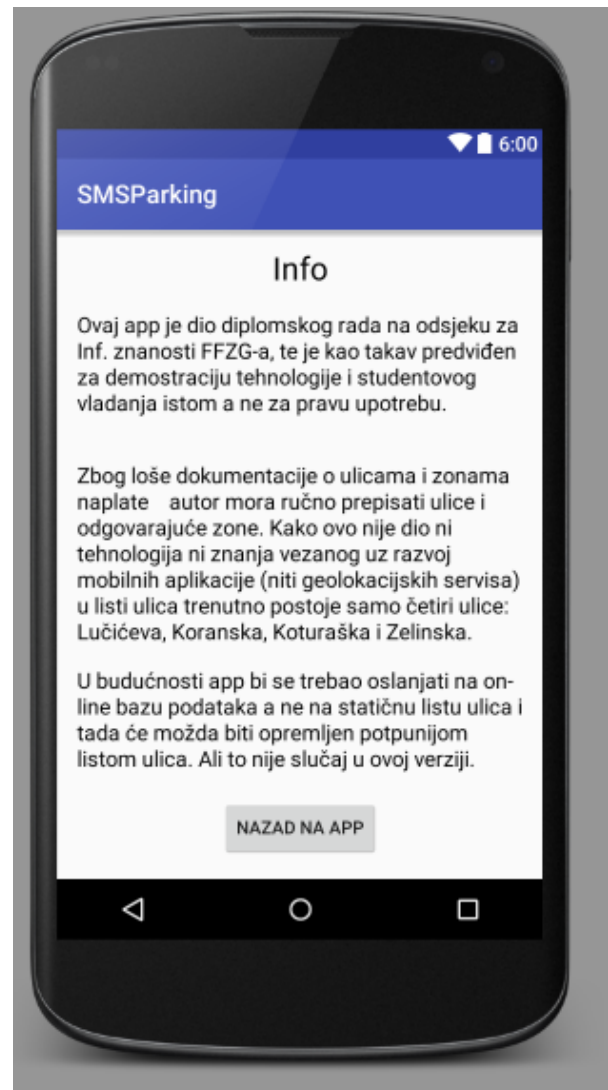 6:00
SMSParking
Info
Ovaj app je dio diplomskog rada na odsjeku za
Inf. znanosti FFZG-a, te je kao takav predviđen
za demostraciju tehnologije i studentovog
vladanja istom a ne za pravu upotrebu.
Zbog loše dokumentacije o ulicama i zonama
naplate    autor mora ručno prepisati ulice i
odgovarajuće zone. Kako ovo nije dio ni
tehnologija ni znanja vezanog uz razvoj
mobilnih aplikacije (niti geolokacijskih servisa)
u listi ulica trenutno postoje samo četiri ulice:
Lučićeva, Koranska, Koturaška i Zelinska.
U budućnosti app bi se trebao oslanjati na on-
line bazu podataka a ne na statičnu listu ulica i
tada će možda biti opremljen potpunijom
listom ulica. Ali to nije slučaj u ovoj verziji.
NAZAD NA APP